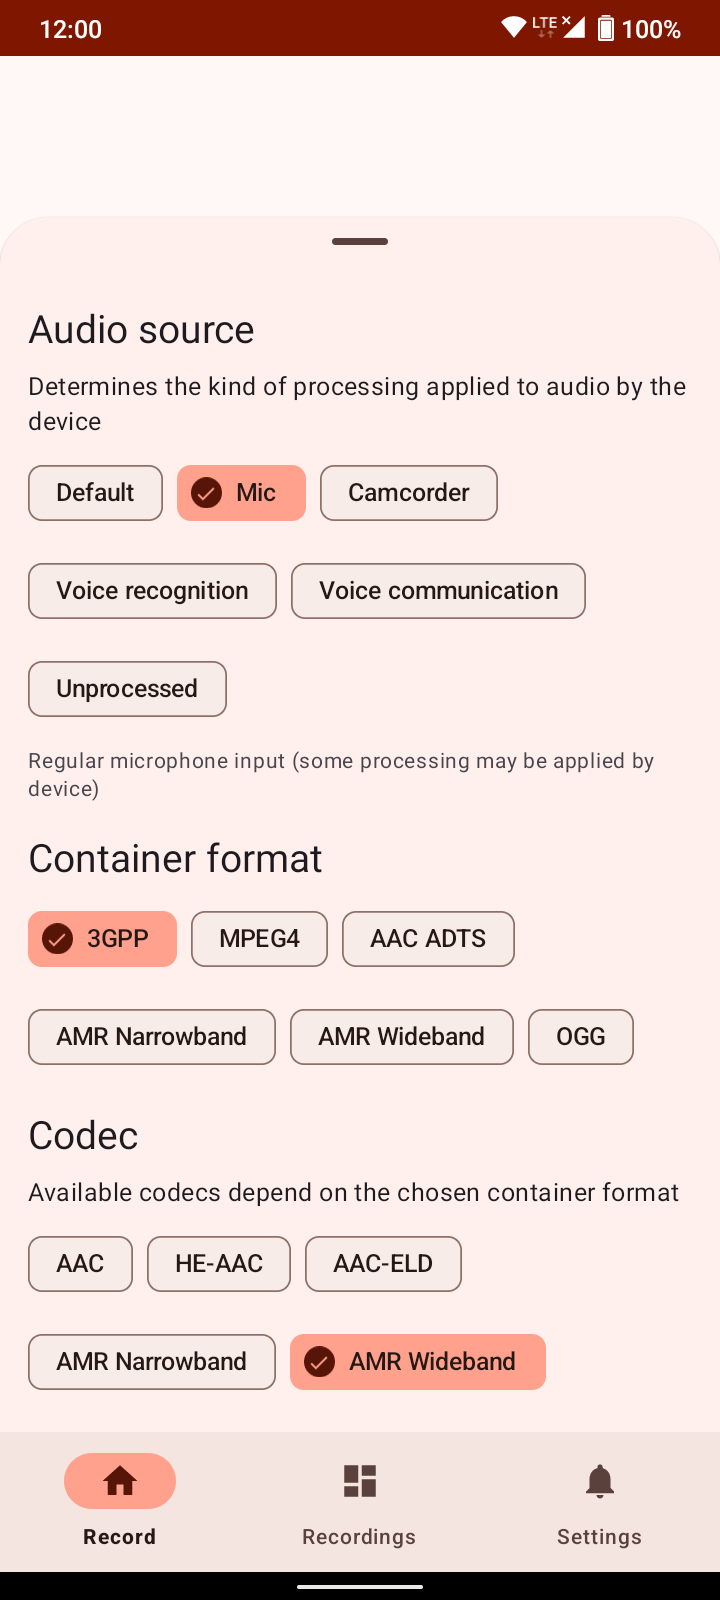 12:00
LTE
100%
Audio source
Determines the kind of processing applied to audio by the
device
Default
Mic
Camcorder
Voice recognition
Voice communication
Unprocessed
Regular microphone input (some processing may be applied by
device)
Container format
3GPP
MPEG4
AAC ADTS
AMR Narrowband
AMR Wideband
OGG
Codec
Available codecs depend on the chosen container format
AAC
HE-AAC
AAC-ELD
AMR Narrowband
AMR Wideband
Record
Recordings
Settings